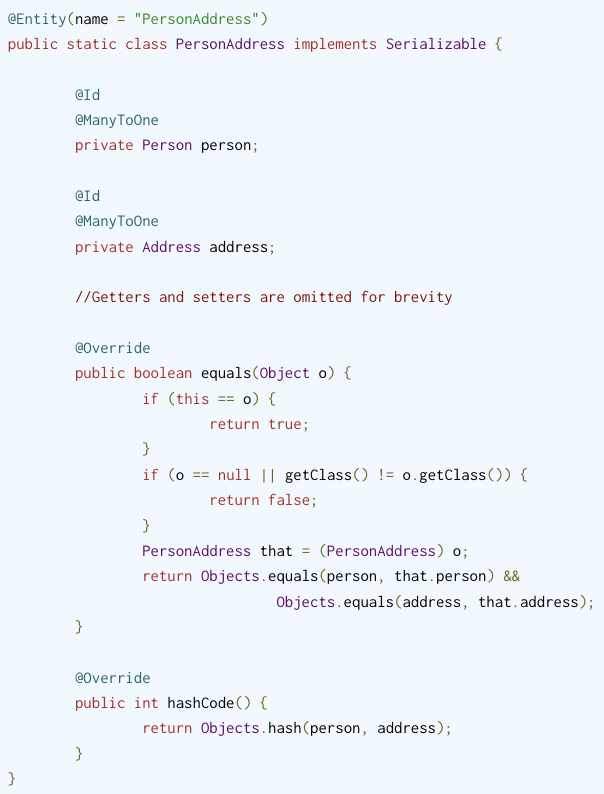 @Entity(name = "PersonAddress")
public static class PersonAddress implements Serializable {

        @Id
        @ManyToOne
        private Person person;

        @Id
        @ManyToOne
        private Address address;

        //Getters and setters are omitted for brevity

        @Override
        public boolean equals(Object o) {
                if (this == o) {
                        return true;
                }
                if (o == null || getClass() != o.getClass()) {
                        return false;
                }
                PersonAddress that = (PersonAddress) o;
                return Objects.equals(person, that.person) &&
                                Objects.equals(address, that.address);
        }

        @Override
        public int hashCode() {
                return Objects.hash(person, address);
        }
}